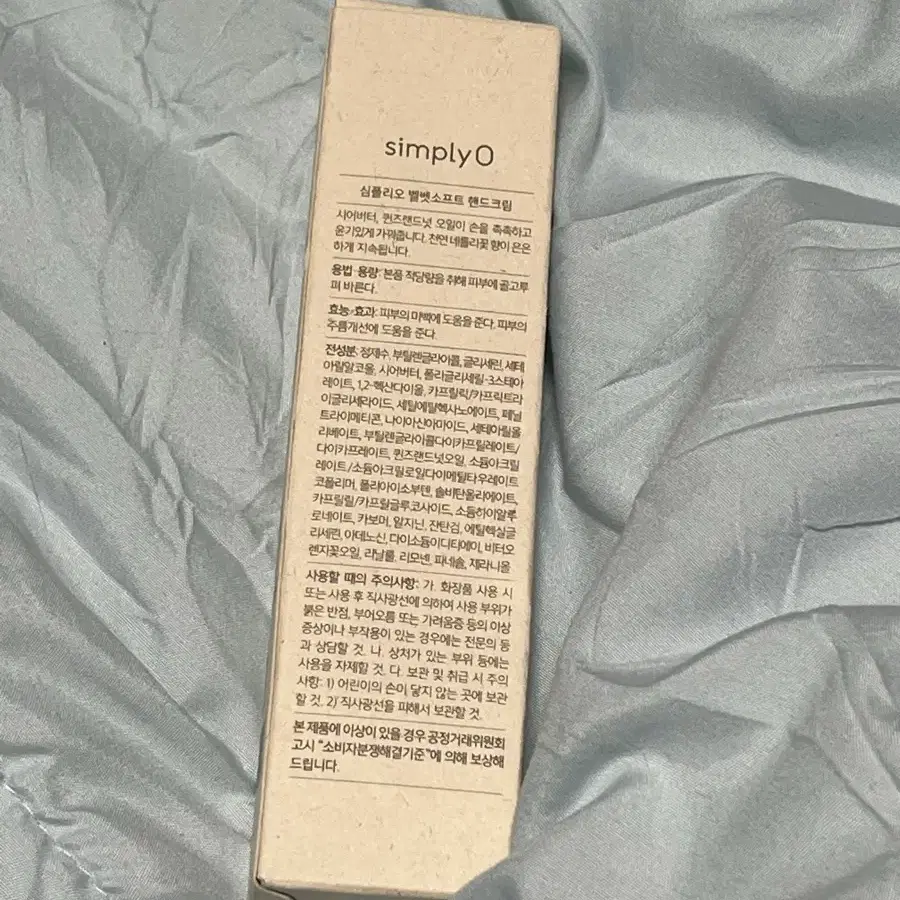 simplyO
심플리오 벨벳소프트 핸드크림
시어버터, 퀸즈랜드넛 오일이 손을 촉촉하고
윤기있게 가꿔줍니다. 천연 네롤리꽃 향이 은은
하게 지속됩니다.
용법·용량: 본품 적당량을 취해 피부에 골고루
펴 바른다.
효능·효과: 피부의 미백에 도움을 준다. 피부의
주름개선에 도움을 준다.
전성분: 정제수, 부틸렌글라이콜, 글리세린, 세테
아릴알코올, 시어버터, 폴리글리세릴-3스테아
레이트, 1,2-헥산다이올, 카프릴릭/카프릭트라
이글리세라이드, 세틸에틸헥사노에이트, 페닐
트라이메티콘, 나이아신아마이드, 세테아릴올
리베이트, 부틸렌글라이콜다이카프릴레이트/
다이카프레이트, 퀸즈랜드넛오일, 소듐아크릴
레이트/소듐아크릴로일다이메틸타우레이트
코폴리머, 폴리아이소부텐, 솔비탄올리에이트,
카프릴릴/카프릴글루코사이드, 소듐하이알루
로네이트, 카보머, 알지닌, 잔탄검, 에틸헥실글
리세린, 아데노신, 다이소듐이디티에이, 비터오
렌지꽃오일, 리날룰, 리모넨, 파네솔, 제라니올
사용할 때의 주의사항: 가. 화장품 사용 시
또는 사용 후 직사광선에 의하여 사용 부위가
붉은 반점, 부어오름 또는 가려움증 등의 이상
증상이나 부작용이 있는 경우에는 전문의 등
과 상담할 것. 나. 상처가 있는 부위 등에는
사용을 자제할 것. 다. 보관 및 취급 시 주의
사항: 1) 어린이의 손이 닿지 않는 곳에 보관
할 것. 2) 직사광선을 피해서 보관할 것.
본 제품에 이상이 있을 경우 공정거래위원회
고시 "소비자분쟁해결기준"에 의해 보상해
드립니다.